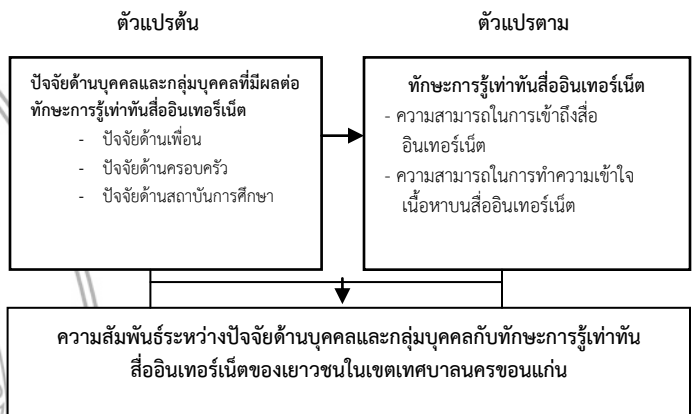 ตัวแปรต้น
ตัวแปรตาม
ปัจจัยด้านบุคคลและกลุ่มบุคคลที่มีผลต่อ
ทักษะการรู้เท่าทันสื่ออินเทอร์เน็ต
- ปัจจัยด้านเพื่อน
- ปัจจัยด้านครอบครัว
- ปัจจัยด้านสถาบันการศึกษา
ทักษะการรู้เท่าทันสื่ออินเทอร์เน็ต
- ความสามารถในการเข้าถึงสื่อ
อินเทอร์เน็ต
- ความสามารถในการทำความเข้าใจ
เนื้อหาบนสื่ออินเทอร์เน็ต
ความสัมพันธ์ระหว่างปัจจัยด้านบุคคลและกลุ่มบุคคลกับทักษะการรู้เท่าทัน
สื่ออินเทอร์เน็ตของเยาวชนในเขตเทศบาลนครขอนแก่น